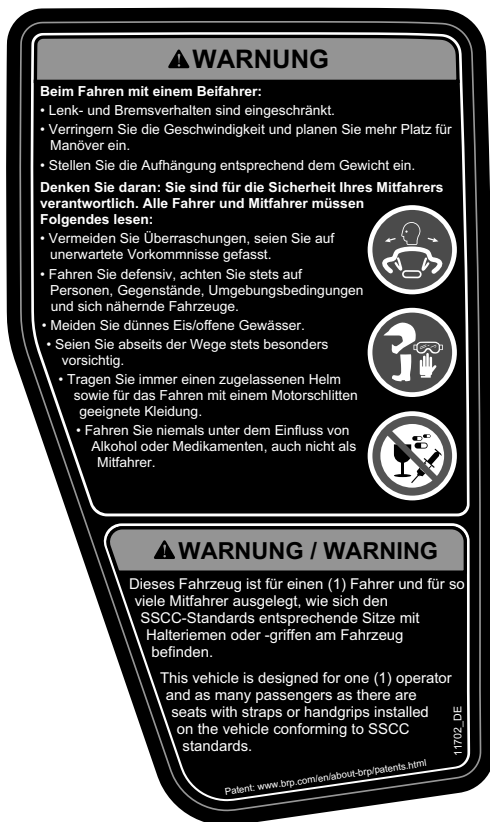 WARNUNG
Beim Fahren mit einem Beifahrer:
• Lenk- und Bremsverhalten sind eingeschränkt.
• Verringern Sie die Geschwindigkeit und planen Sie mehr Platz für
Manöver ein.
• Stellen Sie die Aufhängung entsprechend dem Gewicht ein.
Denken Sie daran: Sie sind für die Sicherheit Ihres Mitfahrers
verantwortlich. Alle Fahrer und Mitfahrer müssen
Folgendes lesen:
• Vermeiden Sie Überraschungen, seien Sie auf
unerwartete Vorkommnisse gefasst.
• Fahren Sie defensiv, achten Sie stets auf
Personen, Gegenstände, Umgebungsbedingungen
und sich nähernde Fahrzeuge.
• Meiden Sie dünnes Eis/offene Gewässer.
• Seien Sie abseits der Wege stets besonders
vorsichtig.
• Tragen Sie immer einen zugelassenen Helm
sowie für das Fahren mit einem Motorschlitten
geeignete Kleidung.
• Fahren Sie niemals unter dem Einfluss von
Alkohol oder Medikamenten, auch nicht als
Mitfahrer.
WARNUNG / WARNING
Dieses Fahrzeug ist für einen (1) Fahrer und für so
viele Mitfahrer ausgelegt, wie sich den
SSCC-Standards entsprechende Sitze mit
Halteriemen oder -griffen am Fahrzeug
befinden.
This vehicle is designed for one (1) operator
and as many passengers as there are
seats with straps or handgrips installed
on the vehicle conforming to SSCC
standards.
11702_DE
Patent: www.brp.com/en/about-brp/patents.html